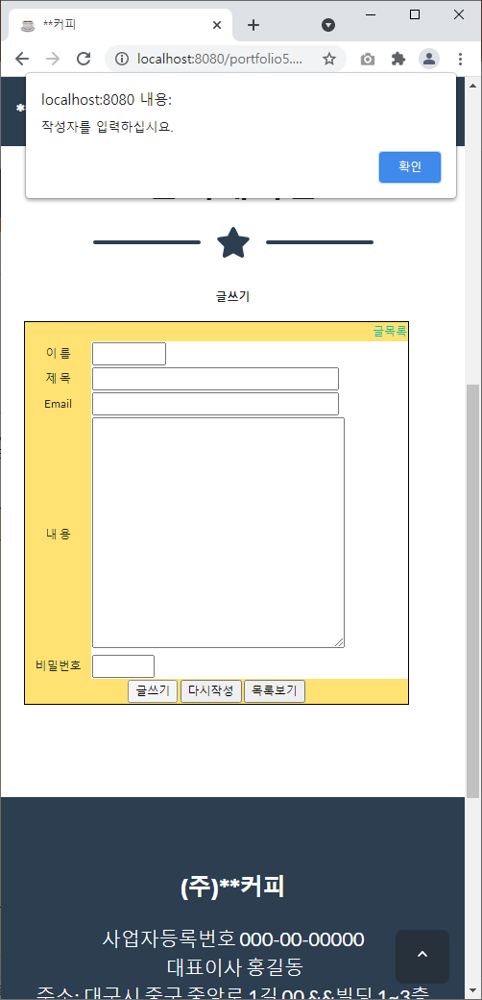 **커피
localhost:8080/portfolio5....
localhost:8080 내용:
작성자를 입력하십시요.
확인
글쓰기
글목록
이 름
제 목
Email
내 용
비밀번호
글쓰기 다시작성 목록보기
(주)**커피
사업자등록번호 000-00-00000
대표이사 홍길동
주소: 대구시 중구 중앙로 1길 00 &&빌딩 1~3층